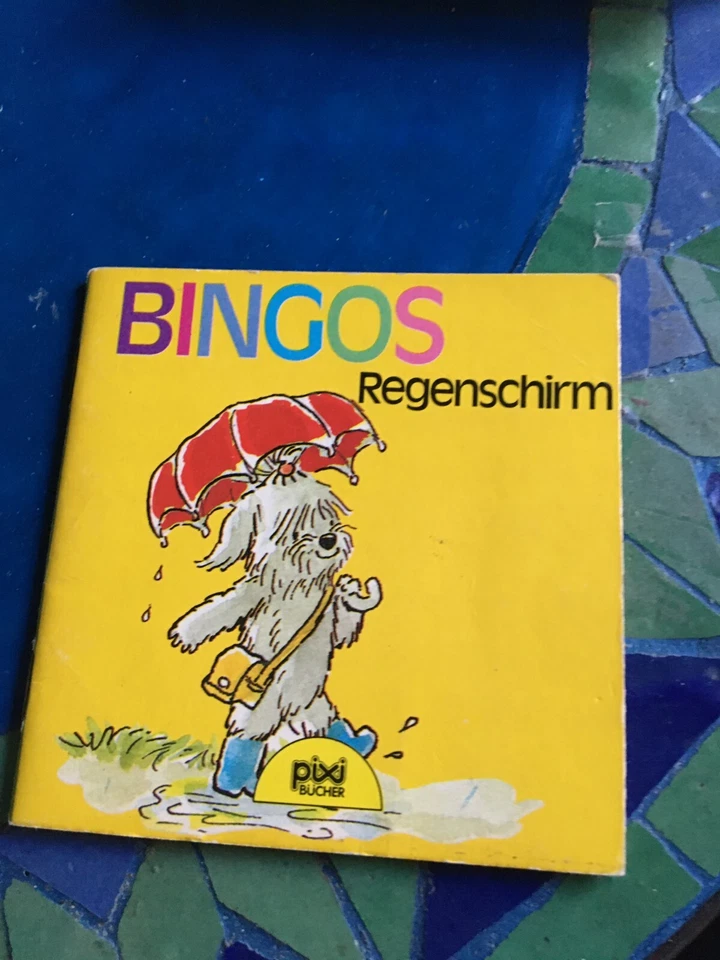 BINGOS
Regenschirm
pixi
BÜCHER